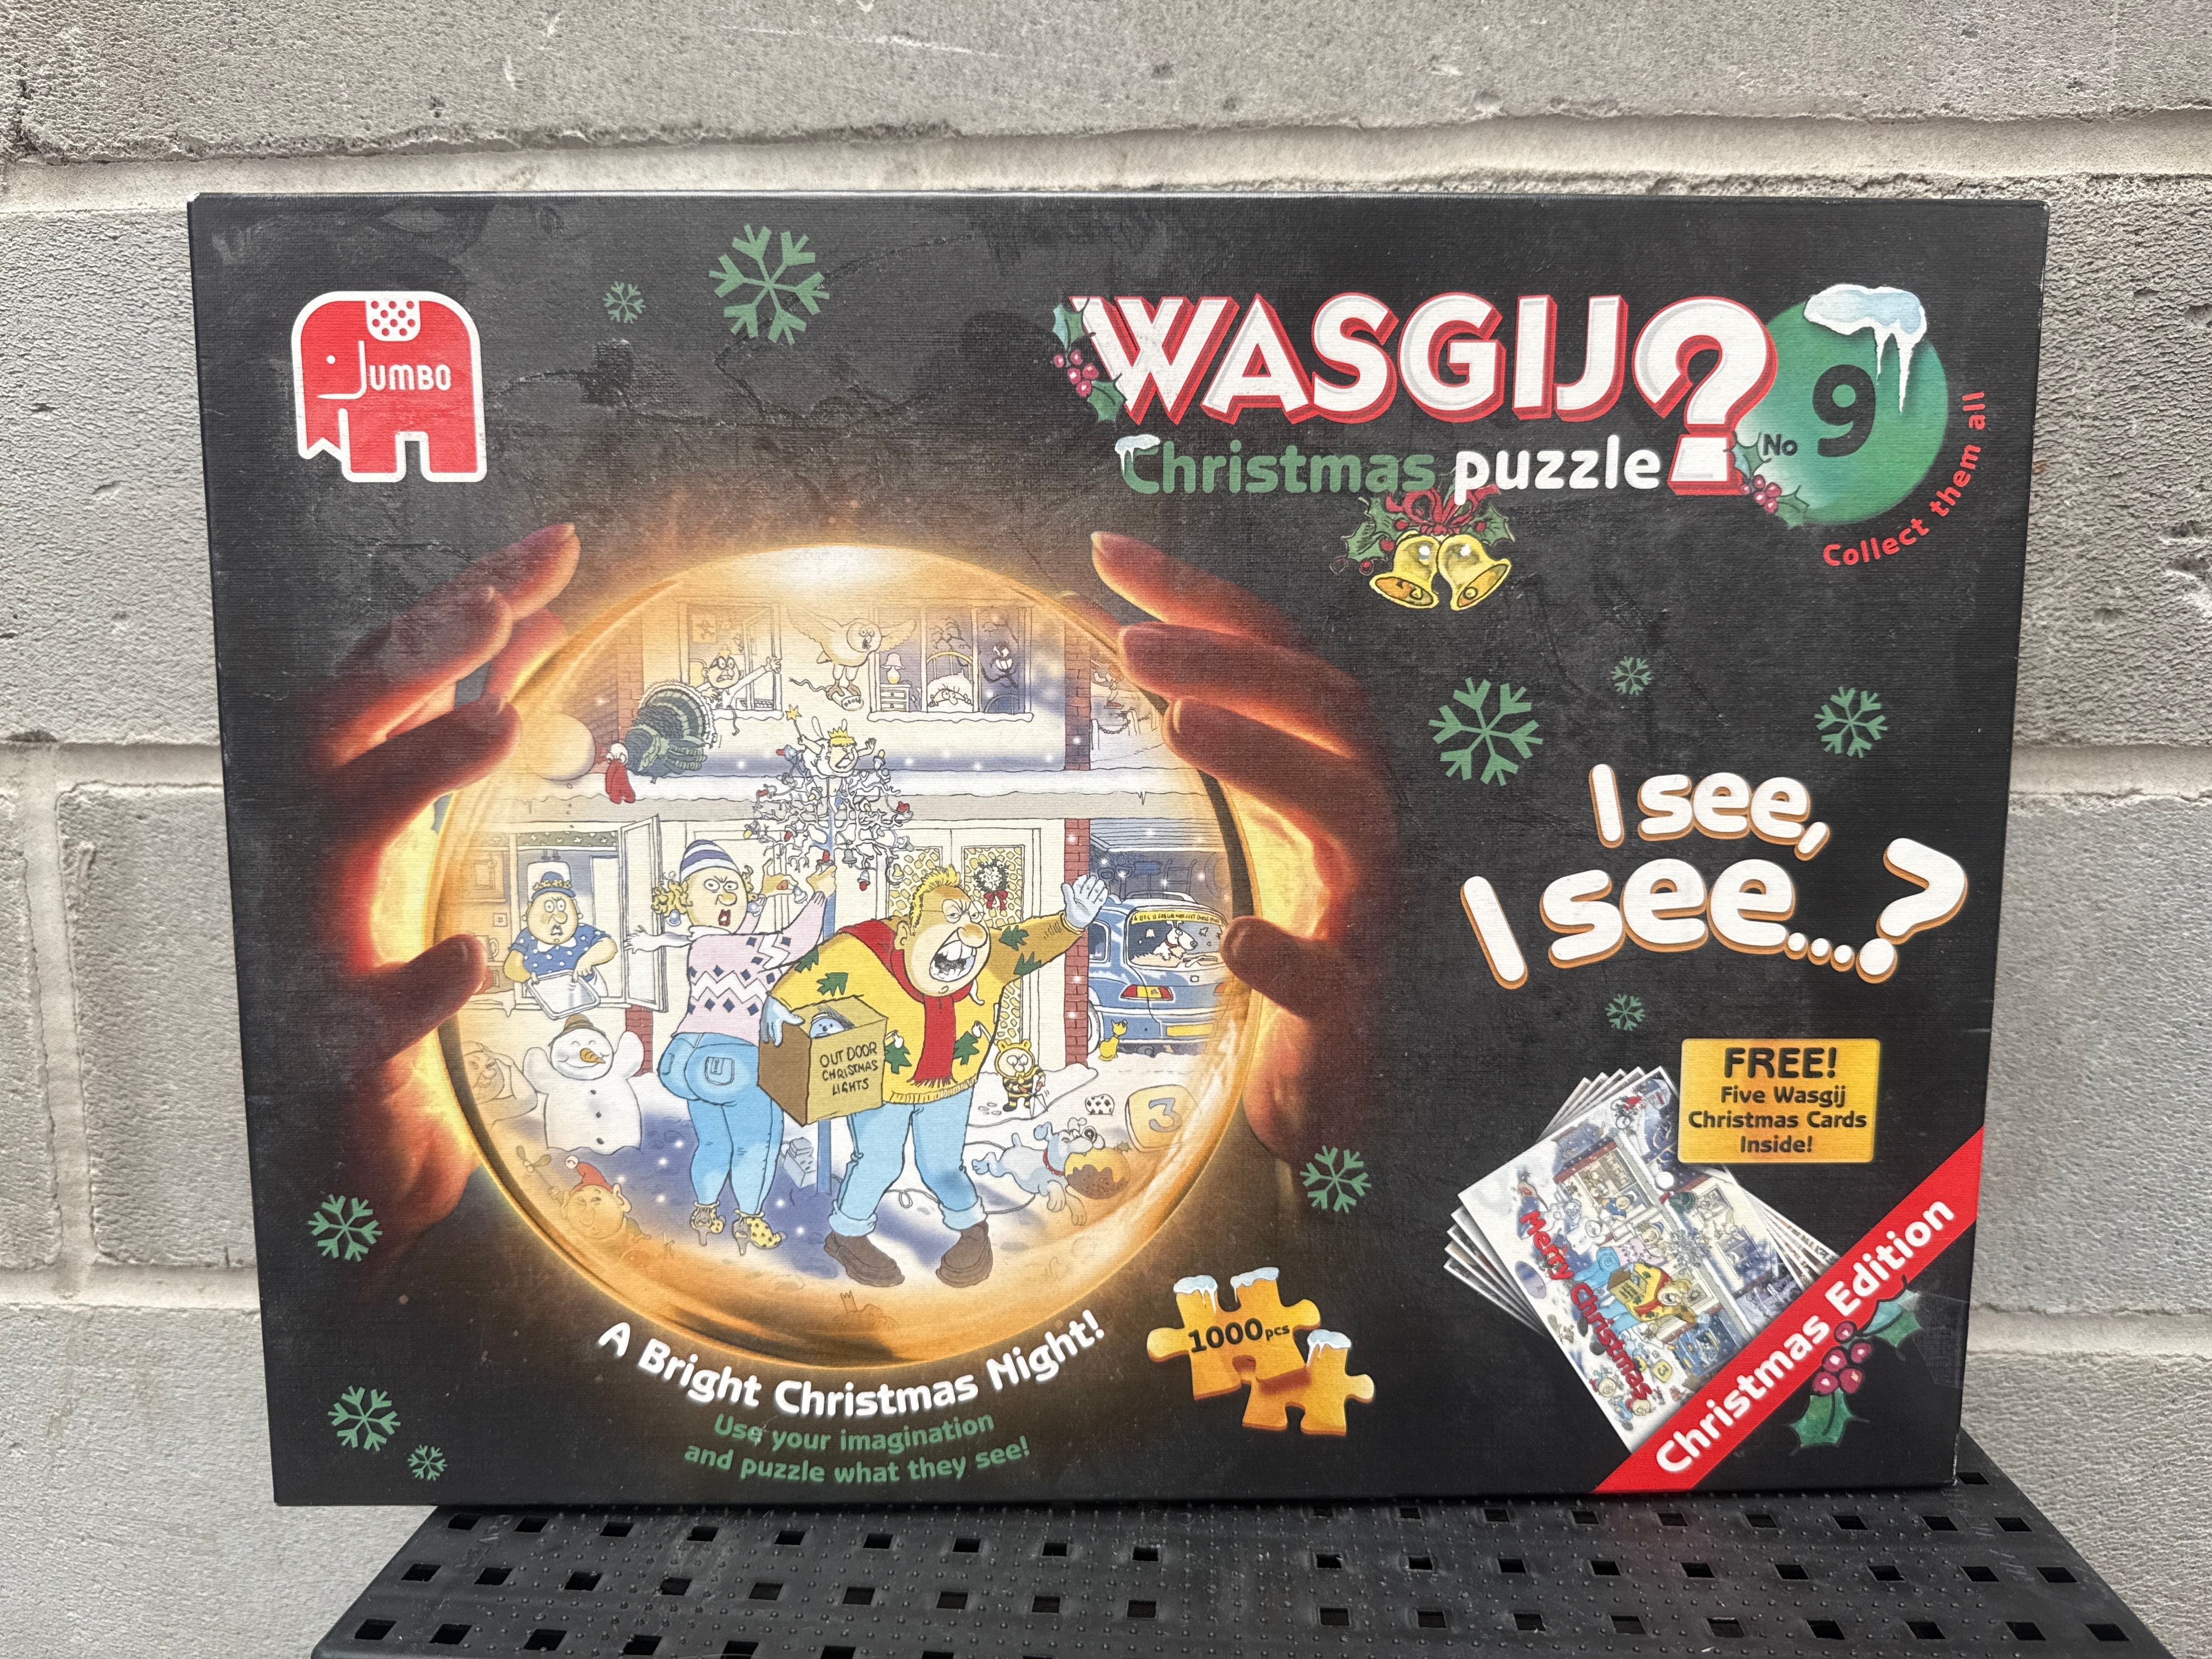 JUMBO
WASGIJ?
Christmas puzzle
No 9
Collect them all
I see,
I see...?
OUT DOOR
CHRISTMAS
LIGHTS
3
FREE!
Five Wasgij
Christmas Cards
Inside!
Merry Christmas
1000pcs
A Bright Christmas Night!
Use your imagination
and puzzle what they see!
Christmas Edition